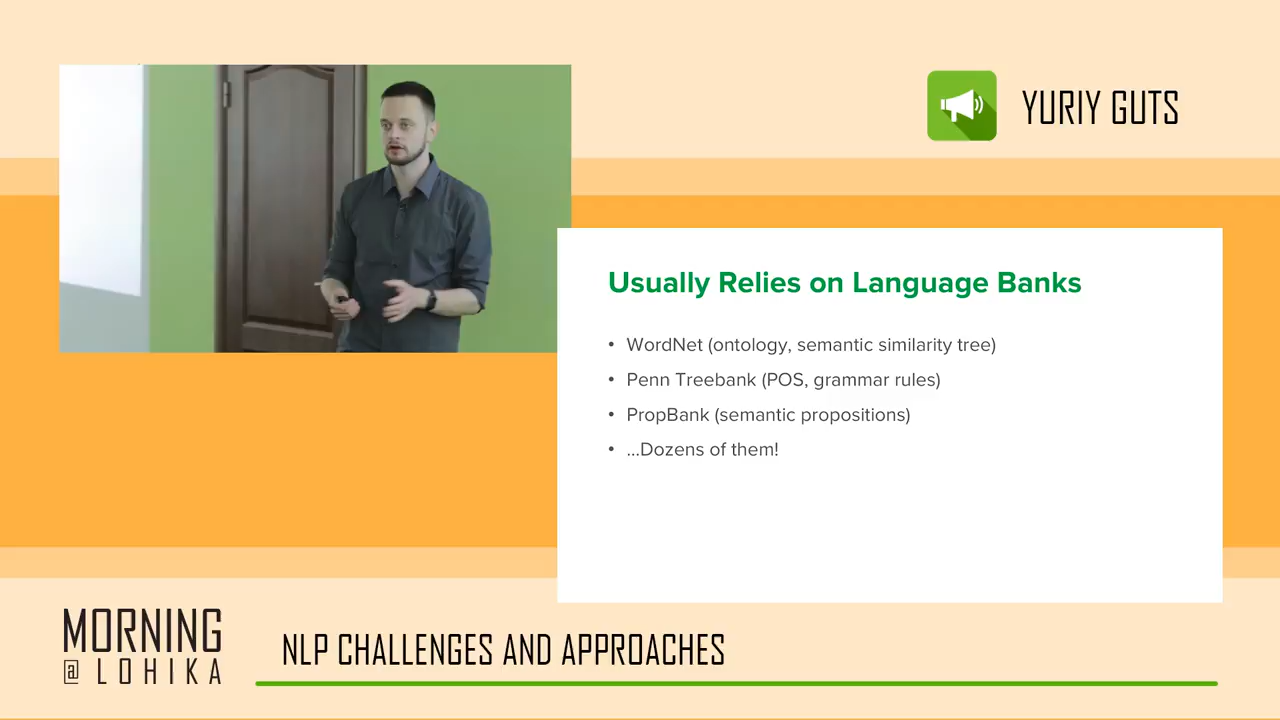 YURIY GUTS
Usually Relies on Language Banks
• WordNet (ontology, semantic similarity tree)
• Penn Treebank (POS, grammar rules)
• PropBank (semantic propositions)
• ...Dozens of them!
MORNING
@ LOHIKA
NLP CHALLENGES AND APPROACHES